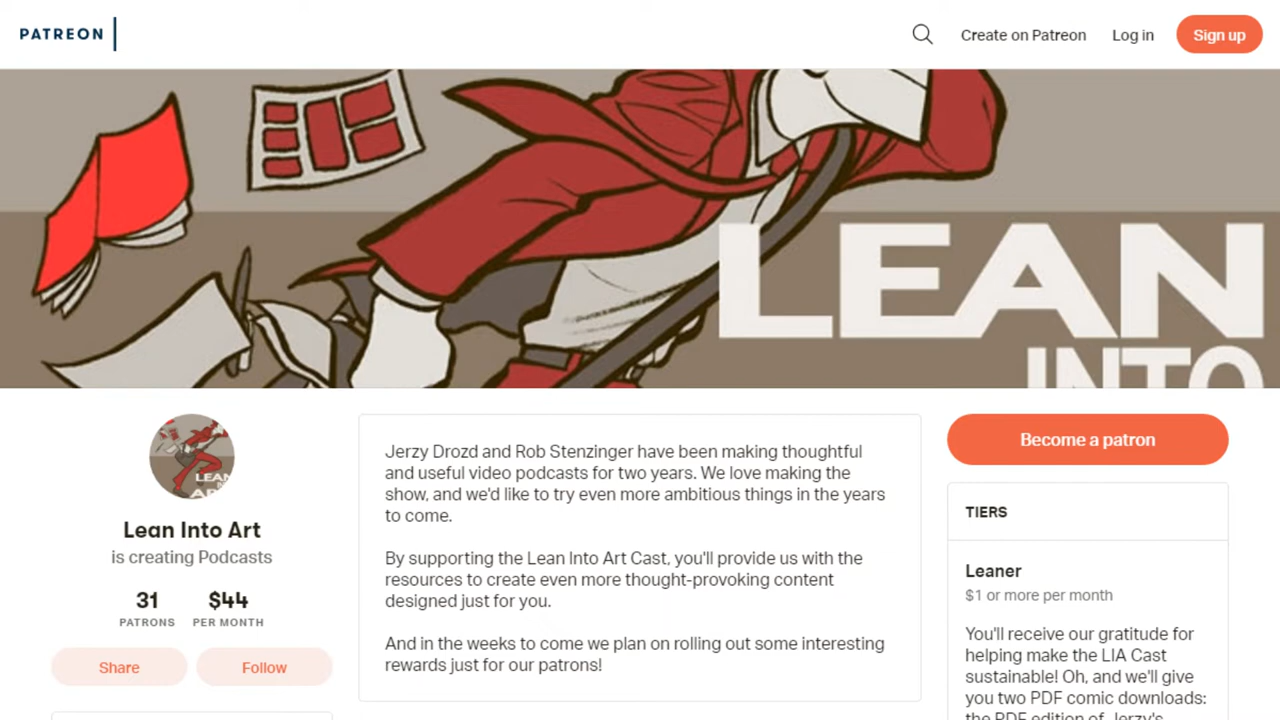 PATREON
Create on Patreon
Log in
Sign up
LEAN
INTO
Lean Into Art
is creating Podcasts
31
PATRONS
$44
PER MONTH
Share
Follow
Jerzy Drozd and Rob Stenzinger have been making thoughtful
and useful video podcasts for two years. We love making the
show, and we'd like to try even more ambitious things in the years
to come.
By supporting the Lean Into Art Cast, you'll provide us with the
resources to create even more thought-provoking content
designed just for you.
And in the weeks to come we plan on rolling out some interesting
rewards just for our patrons!
Become a patron
TIERS
Leaner
$1 or more per month
You'll receive our gratitude for
helping make the LIA Cast
sustainable! Oh, and we'll give
you two PDF comic downloads:
the PDF edition of Jerzy's